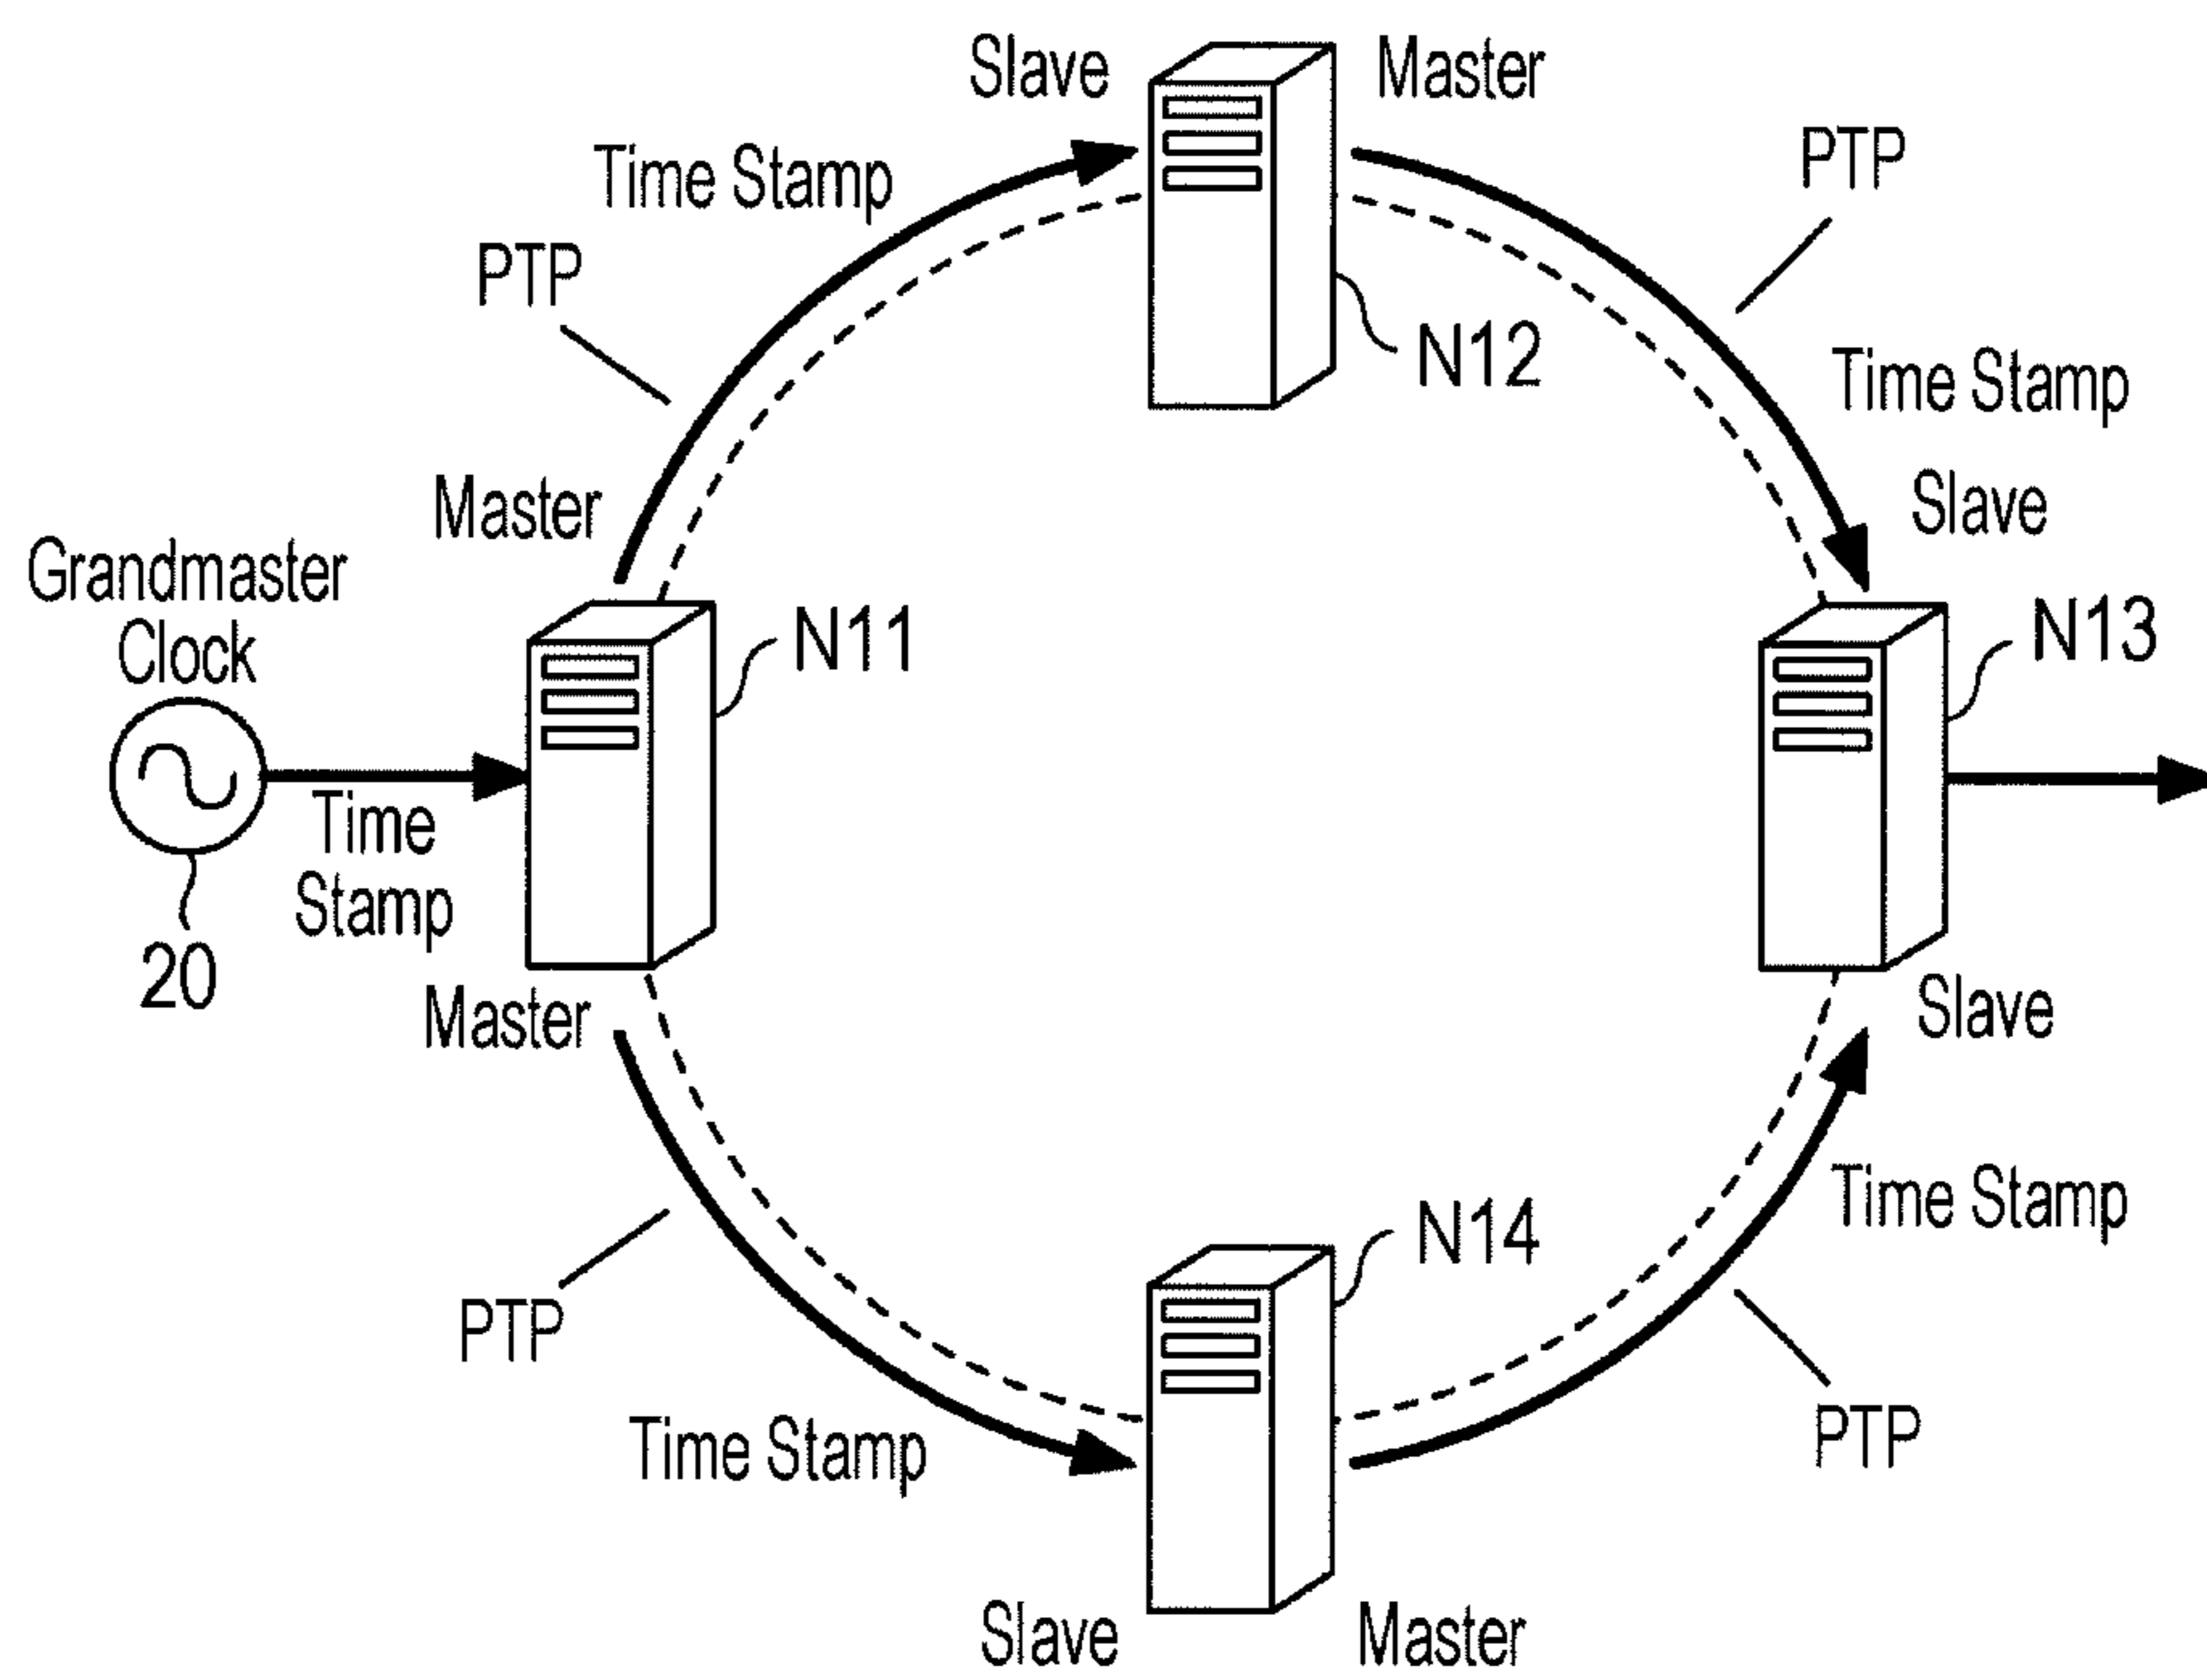 Slave
Master
Time Stamp
PTP
PTP
N12
Time Stamp
Master
Slave
Grandmaster
Clock
N11
N13
Time
Stamp
20
Master
Slave
Time Stamp
N14
PTP
Time Stamp
PTP
Slave
Master